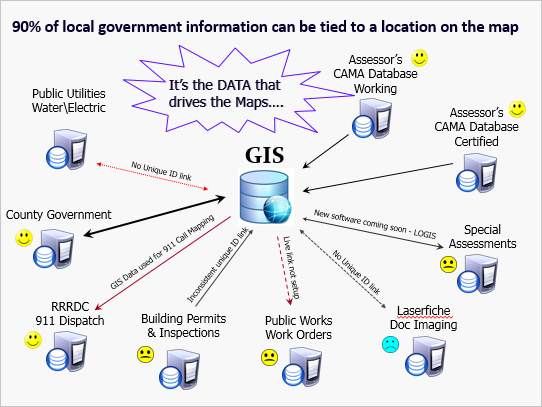 90% of local government information can be tied to a location on the map
It's the DATA that
drives the Maps....
Assessor's
CAMA Database
Working
Public Utilities
Water\Electric
Assessor's
CAMA Database
Certified
GIS
No Unique ID link
County Government
New software coming soon - LOGIS
Special
Assessments
GIS Data used for 911 Call Mapping
Inconsistent unique ID link
Live link not setup
No Unique ID link
RRRDC
911 Dispatch
Building Permits
& Inspections
Public Works
Work Orders
Laserfiche
Doc Imaging